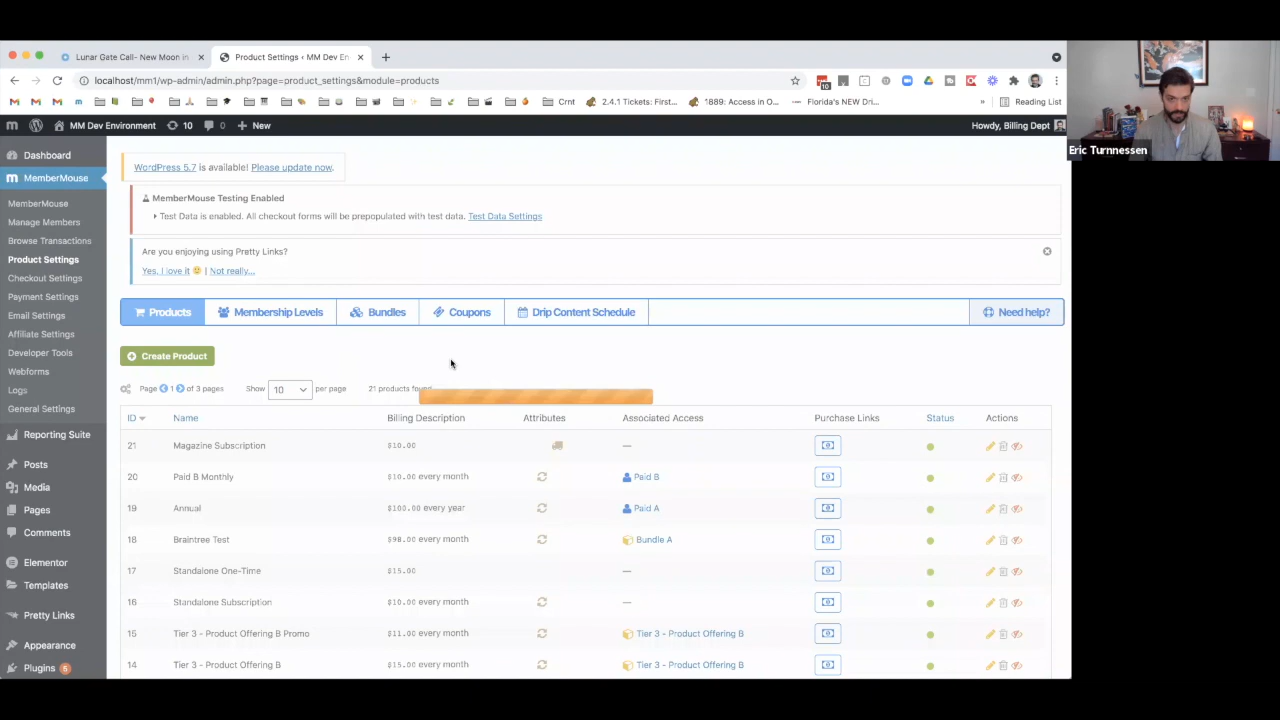 Lunar Gate Call- New Moon in
Product Settings ‹ MM Dev En
localhost/mm1/wp-admin/admin.php?page=product_settings&module=products
10
Crnt
2.4.1 Tickets: First...
1889: Access in O...
Florida's NEW Dri...
»
Reading List
MM Dev Environment
10
0
New
Howdy, Billing Dept
Eric Turnnessen
Dashboard
MemberMouse
MemberMouse
Manage Members
Browse Transactions
Product Settings
Checkout Settings
Payment Settings
Email Settings
Affiliate Settings
Developer Tools
Webforms
Logs
General Settings
Reporting Suite
Posts
Media
Pages
Comments
Elementor
Templates
Pretty Links
Appearance
Plugins 5
WordPress 5.7 is available! Please update now.
MemberMouse Testing Enabled
Test Data is enabled. All checkout forms will be prepopulated with test data. Test Data Settings
Are you enjoying using Pretty Links?
Yes, I love it 🙂 | Not really...
Products
Membership Levels
Bundles
Coupons
Drip Content Schedule
Need help?
Create Product
Page 1 of 3 pages Show 10 per page 21 products found
ID Name Billing Description Attributes Associated Access Purchase Links Status Actions
21 Magazine Subscription $10.00 —
20 Paid B Monthly $10.00 every month Paid B
19 Annual $100.00 every year Paid A
18 Braintree Test $98.00 every month Bundle A
17 Standalone One-Time $15.00 —
16 Standalone Subscription $10.00 every month —
15 Tier 3 - Product Offering B Promo $11.00 every month Tier 3 - Product Offering B
14 Tier 3 - Product Offering B $15.00 every month Tier 3 - Product Offering B